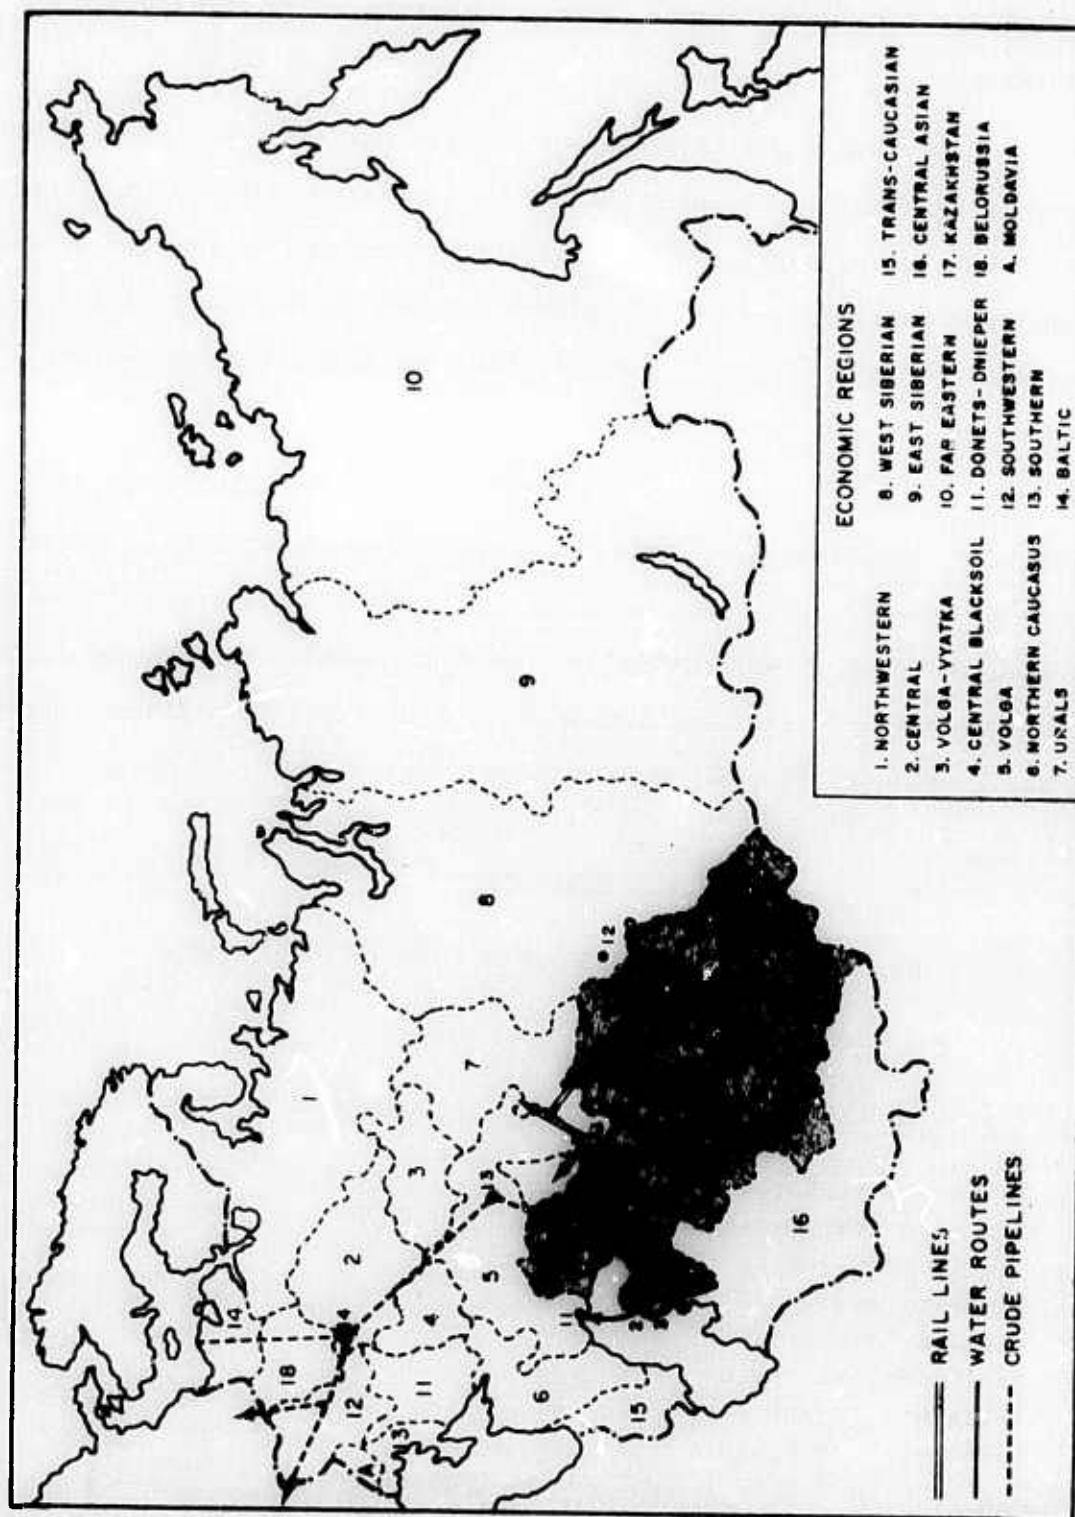 ECONOMIC REGIONS
1. NORTHWESTERN
2. CENTRAL
3. VOLGA-VYATKA
4. CENTRAL BLACKSOIL
5. VOLGA
6. NORTHERN CAUCASUS
7. URALS
8. WEST SIBERIAN
9. EAST SIBERIAN
10. FAR EASTERN
11. DONETS-DNIEPER
12. SOUTHWESTERN
13. SOUTHERN
14. BALTIC
15. TRANS-CAUCASIAN
16. CENTRAL ASIAN
17. KAZAKHSTAN
18. BELORUSSIA
A. MOLDAVIA
RAIL LINES
WATER ROUTES
CRUDE PIPELINES
1
2
3
4
5
6
7
8
9
10
11
12
13
14
15
16
18
A
12
13
11
2
4